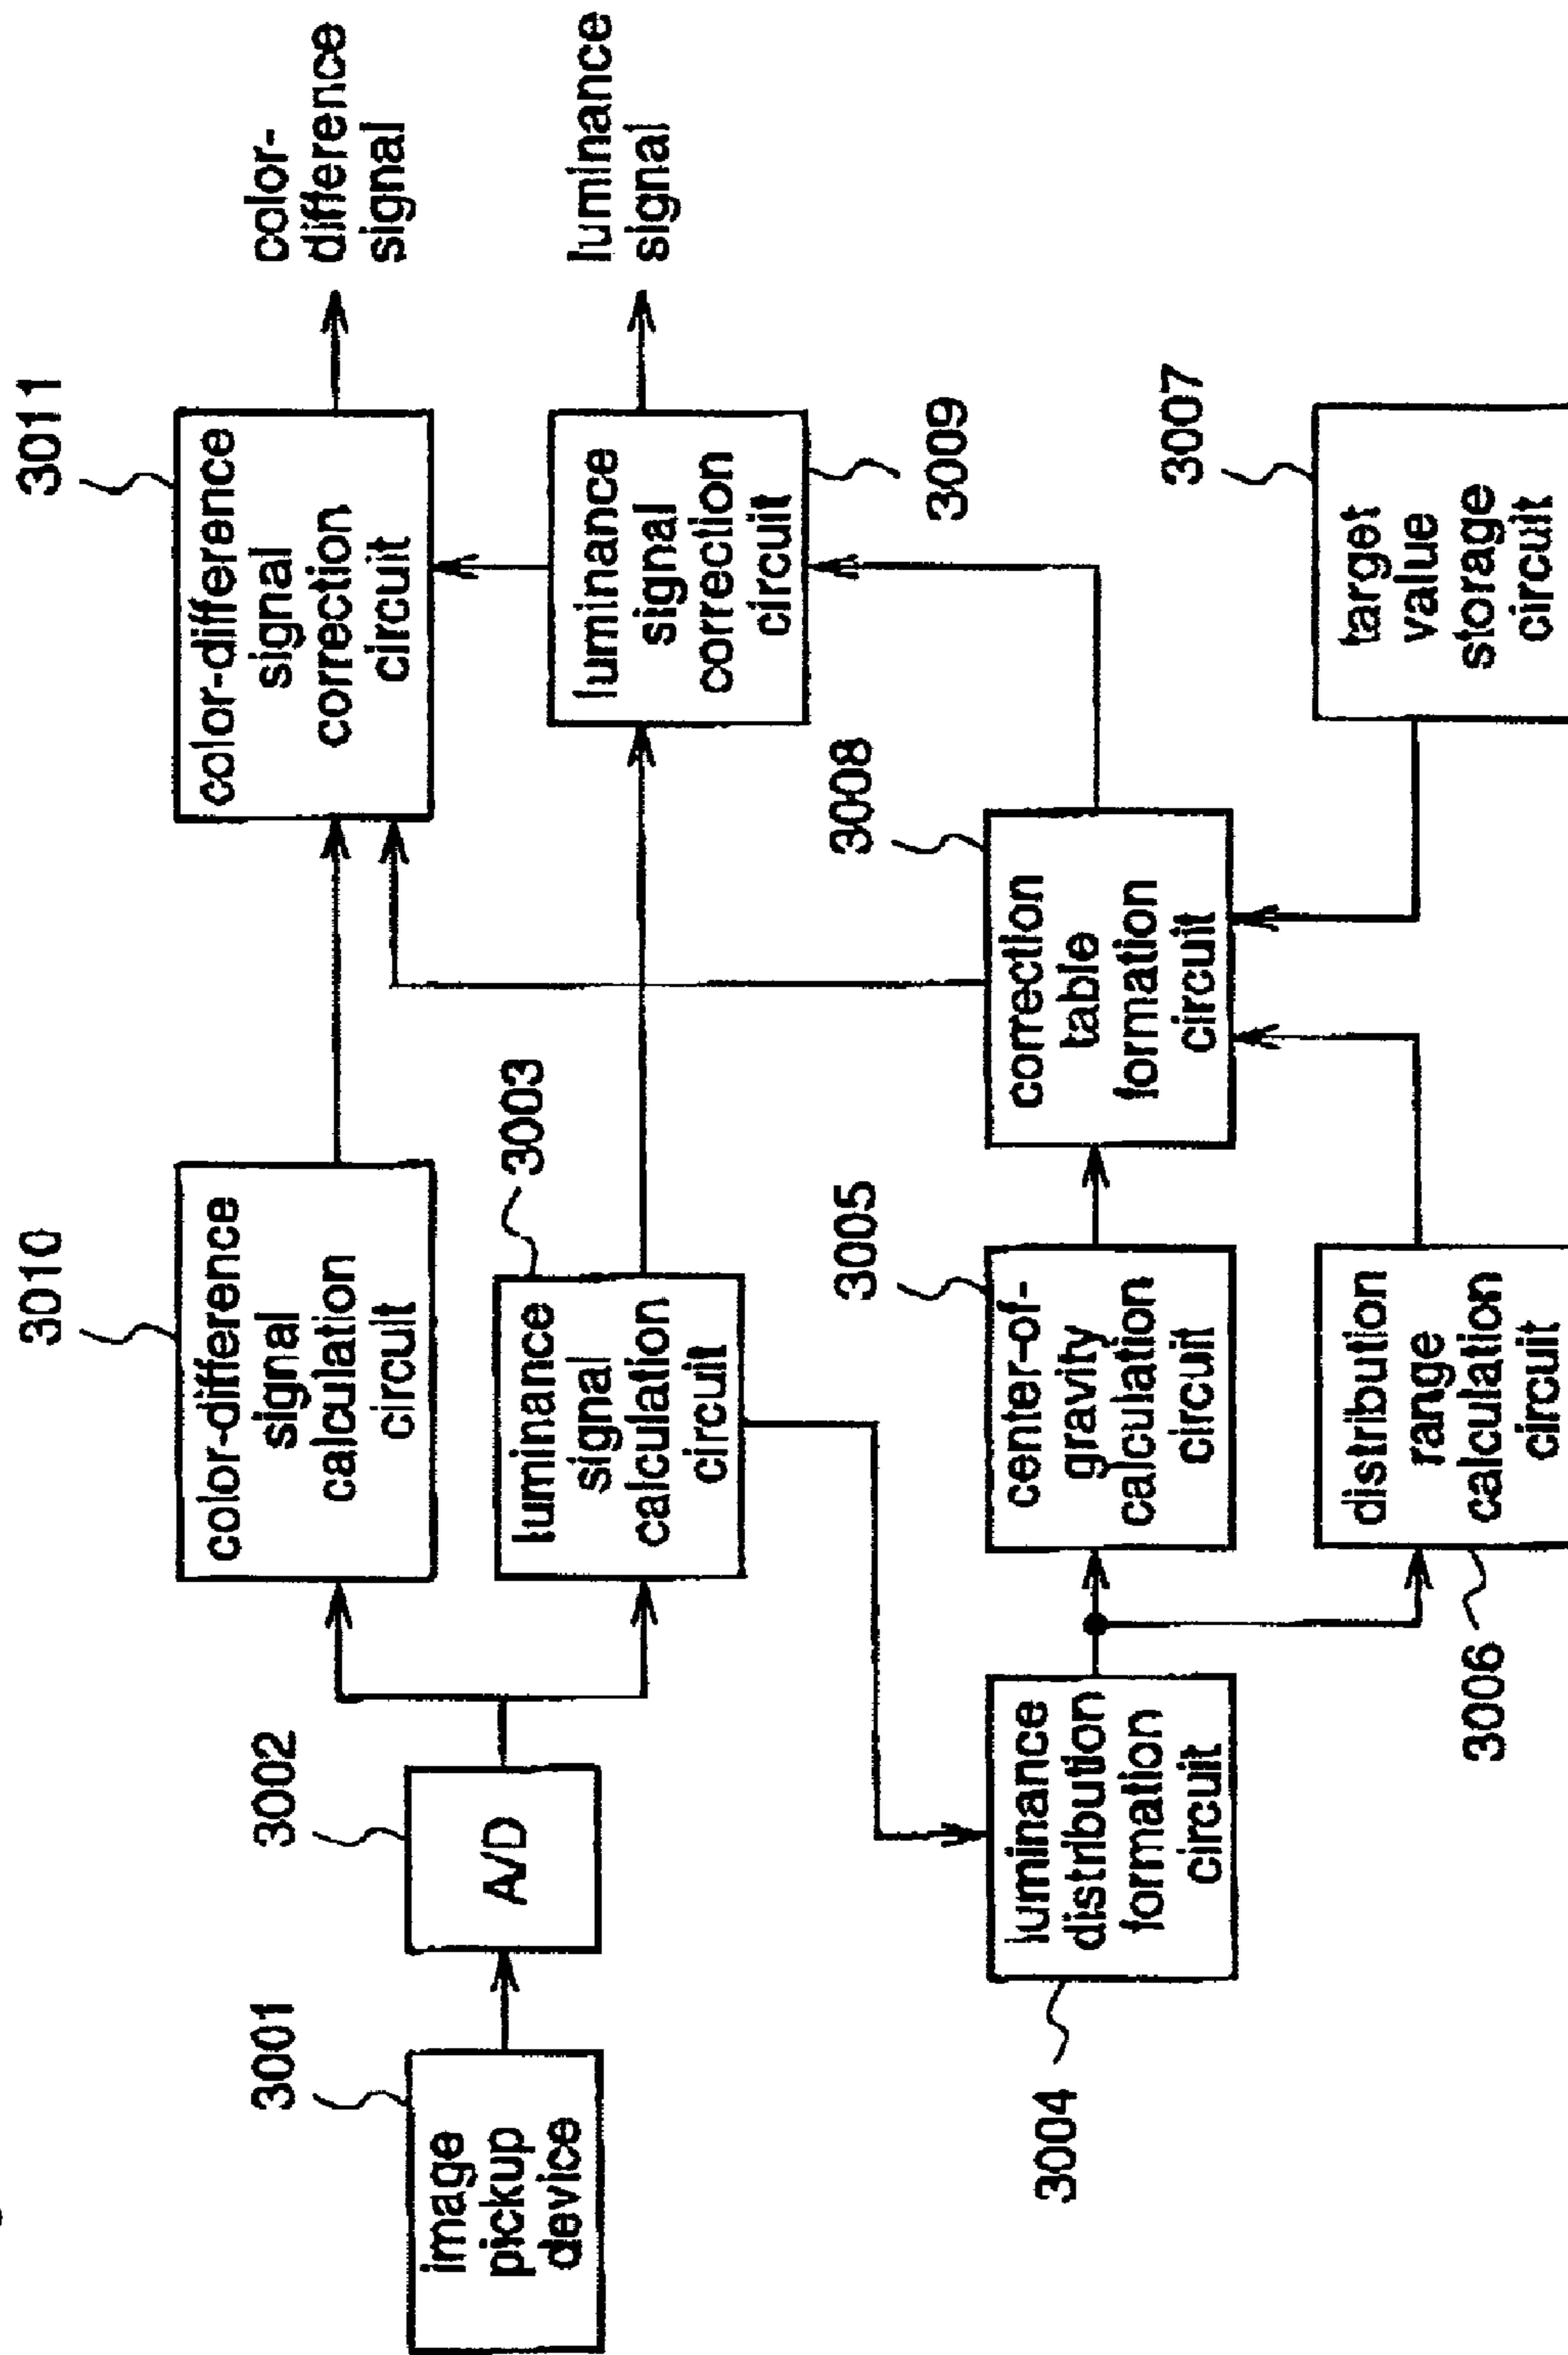 3010
3011
color-difference
signal
calculation
circuit
color-difference
signal
correction
circuit
color-
difference
signal
3001
image
pickup
device
3002
A/D
3003
luminance
signal
calculation
circuit
luminance
signal
correction
circuit
3009
luminance
signal
3004
luminance
distribution
formation
circuit
3005
center-of-
gravity
calculation
circuit
3008
correction
table
formation
circuit
3006
distribution
range
calculation
circuit
3007
target
value
storage
circuit